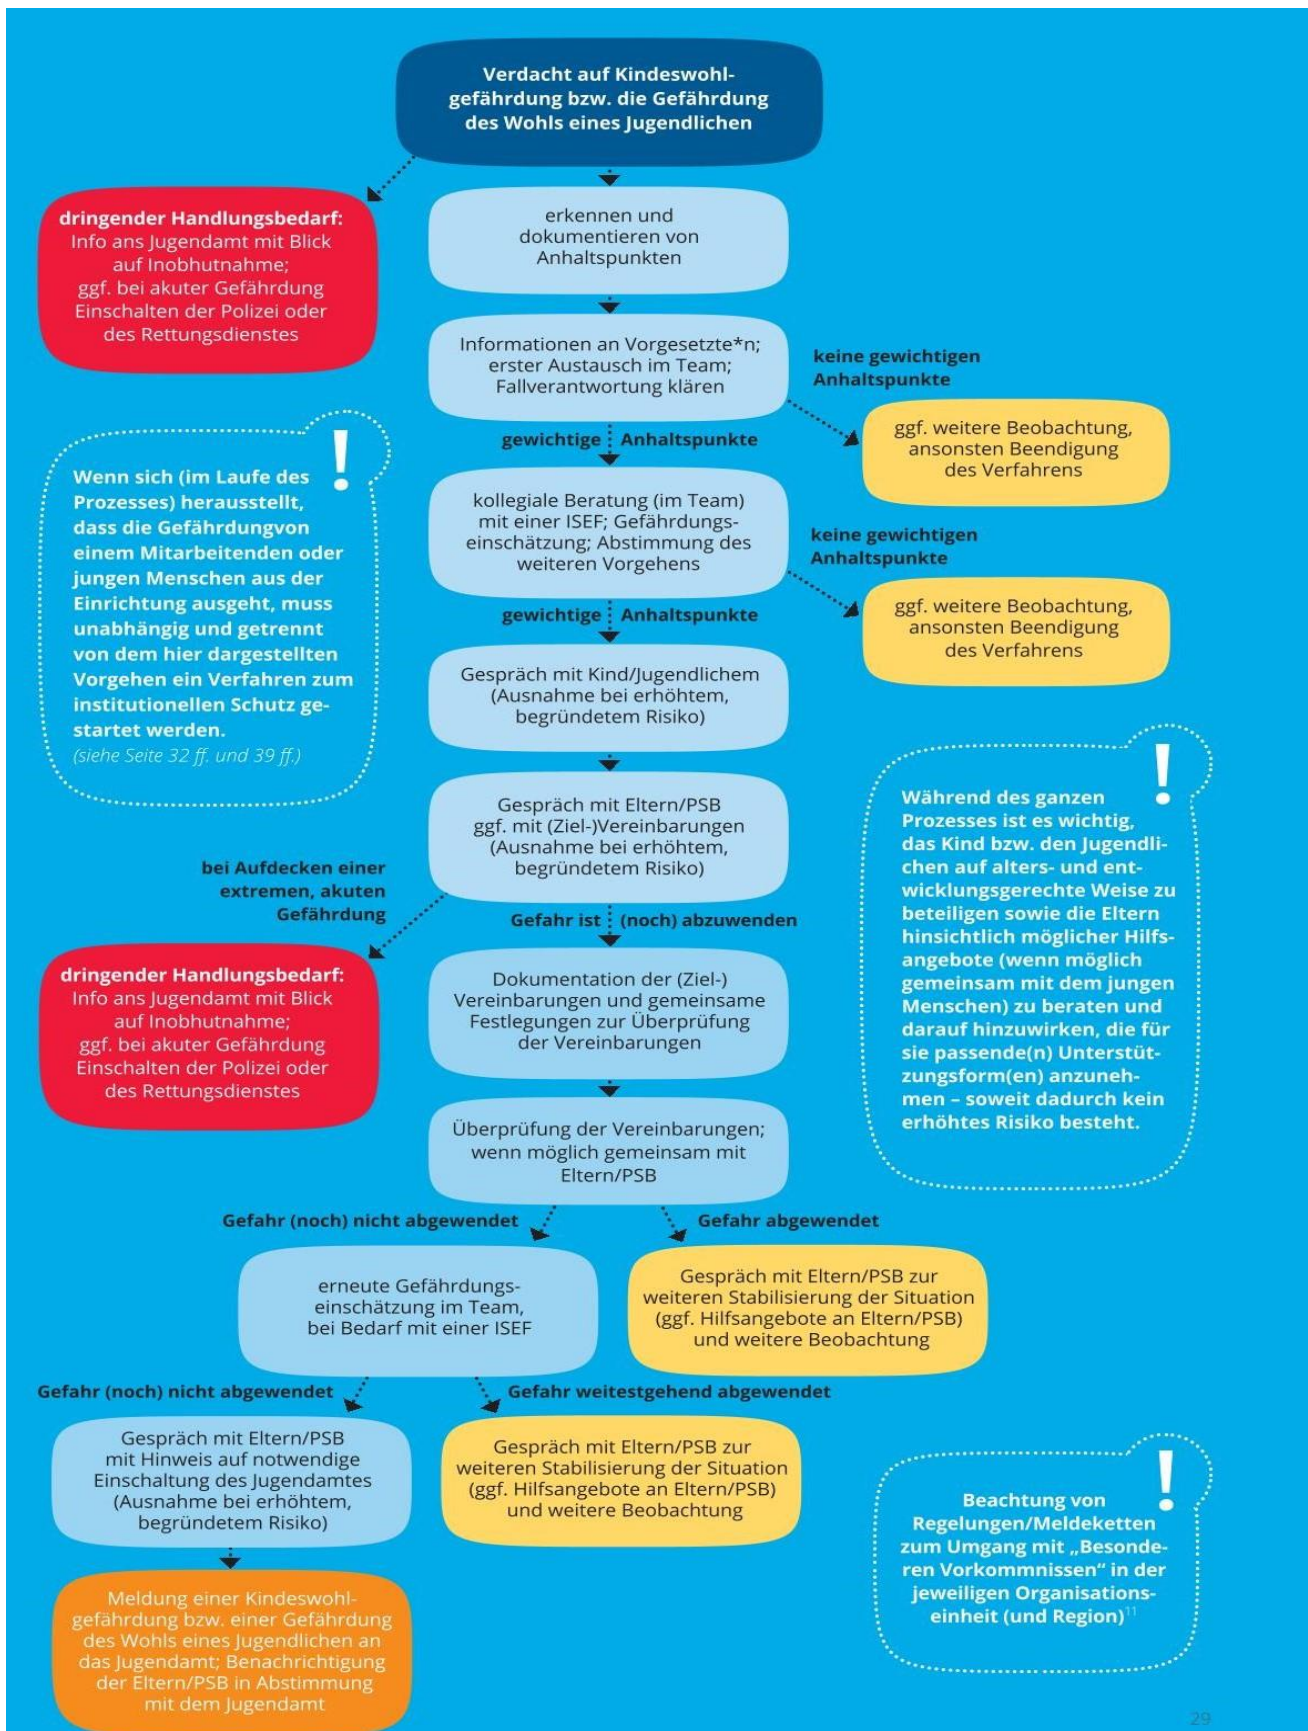 Verdacht auf Kindeswohl-
gefährdung bzw. die Gefährdung
des Wohls eines Jugendlichen
dringender Handlungsbedarf:
Info ans Jugendamt mit Blick
auf Inobhutnahme;
ggf. bei akuter Gefährdung
Einschalten der Polizei oder
des Rettungsdienstes
erkennen und
dokumentieren von
Anhaltspunkten
Informationen an Vorgesetzte*n;
erster Austausch im Team;
Fallverantwortung klären
keine gewichtigen
Anhaltspunkte
ggf. weitere Beobachtung,
ansonsten Beendigung
des Verfahrens
gewichtige Anhaltspunkte
!
Wenn sich (im Laufe des
Prozesses) herausstellt,
dass die Gefährdungvon
einem Mitarbeitenden oder
jungen Menschen aus der
Einrichtung ausgeht, muss
unabhängig und getrennt
von dem hier dargestellten
Vorgehen ein Verfahren zum
institutionellen Schutz ge-
startet werden.
(siehe Seite 32 ff. und 39 ff.)
kollegiale Beratung (im Team)
mit einer ISEF; Gefährdungs-
einschätzung; Abstimmung des
weiteren Vorgehens
keine gewichtigen
Anhaltspunkte
ggf. weitere Beobachtung,
ansonsten Beendigung
des Verfahrens
gewichtige Anhaltspunkte
Gespräch mit Kind/Jugendlichem
(Ausnahme bei erhöhtem,
begründetem Risiko)
Gespräch mit Eltern/PSB
ggf. mit (Ziel-)Vereinbarungen
(Ausnahme bei erhöhtem,
begründetem Risiko)
!
Während des ganzen
Prozesses ist es wichtig,
das Kind bzw. den Jugendli-
chen auf alters- und ent-
wicklungsgerechte Weise zu
beteiligen sowie die Eltern
hinsichtlich möglicher Hilfs-
angebote (wenn möglich
gemeinsam mit dem jungen
Menschen) zu beraten und
darauf hinzuwirken, die für
sie passende(n) Unterstüt-
zungsform(en) anzuneh-
men – soweit dadurch kein
erhöhtes Risiko besteht.
bei Aufdecken einer
extremen, akuten
Gefährdung
Gefahr ist (noch) abzuwenden
dringender Handlungsbedarf:
Info ans Jugendamt mit Blick
auf Inobhutnahme;
ggf. bei akuter Gefährdung
Einschalten der Polizei oder
des Rettungsdienstes
Dokumentation der (Ziel-)
Vereinbarungen und gemeinsame
Festlegungen zur Überprüfung
der Vereinbarungen
Überprüfung der Vereinbarungen;
wenn möglich gemeinsam mit
Eltern/PSB
Gefahr (noch) nicht abgewendet
Gefahr abgewendet
erneute Gefährdungs-
einschätzung im Team,
bei Bedarf mit einer ISEF
Gespräch mit Eltern/PSB zur
weiteren Stabilisierung der Situation
(ggf. Hilfsangebote an Eltern/PSB)
und weitere Beobachtung
Gefahr (noch) nicht abgewendet
Gefahr weitestgehend abgewendet
Gespräch mit Eltern/PSB
mit Hinweis auf notwendige
Einschaltung des Jugendamtes
(Ausnahme bei erhöhtem,
begründetem Risiko)
Gespräch mit Eltern/PSB zur
weiteren Stabilisierung der Situation
(ggf. Hilfsangebote an Eltern/PSB)
und weitere Beobachtung
!
Beachtung von
Regelungen/Meldeketten
zum Umgang mit „Besonde-
ren Vorkommnissen“ in der
jeweiligen Organisations-
einheit (und Region)¹¹
Meldung einer Kindeswohl-
gefährdung bzw. einer Gefährdung
des Wohls eines Jugendlichen an
das Jugendamt; Benachrichtigung
der Eltern/PSB in Abstimmung
mit dem Jugendamt
29